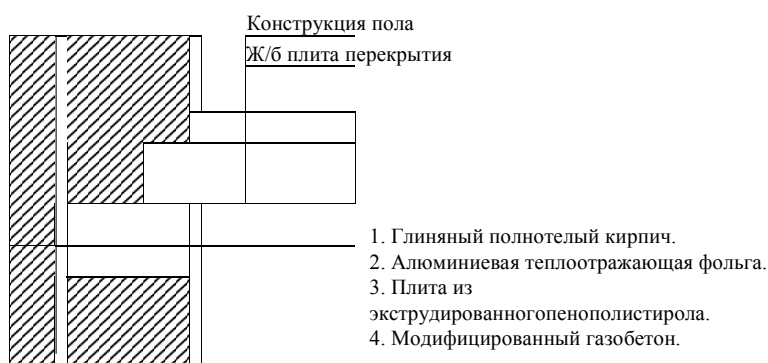 Конструкция пола
Ж/б плита перекрытия
1. Глиняный полнотелый кирпич.
2. Алюминиевая теплоотражающая фольга.
3. Плита из
экструдированногопенополистирола.
4. Модифицированный газобетон.